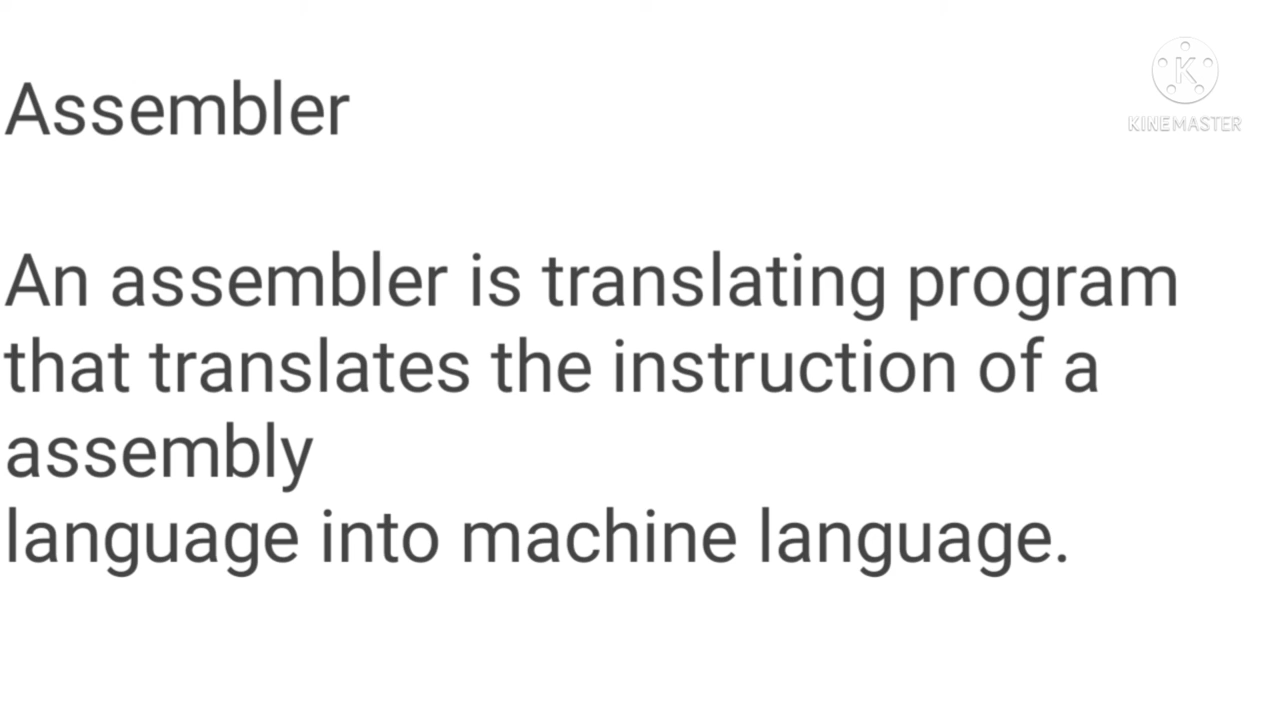 Assembler
KINEMASTER
An assembler is translating program
that translates the instruction of a
assembly
language into machine language.